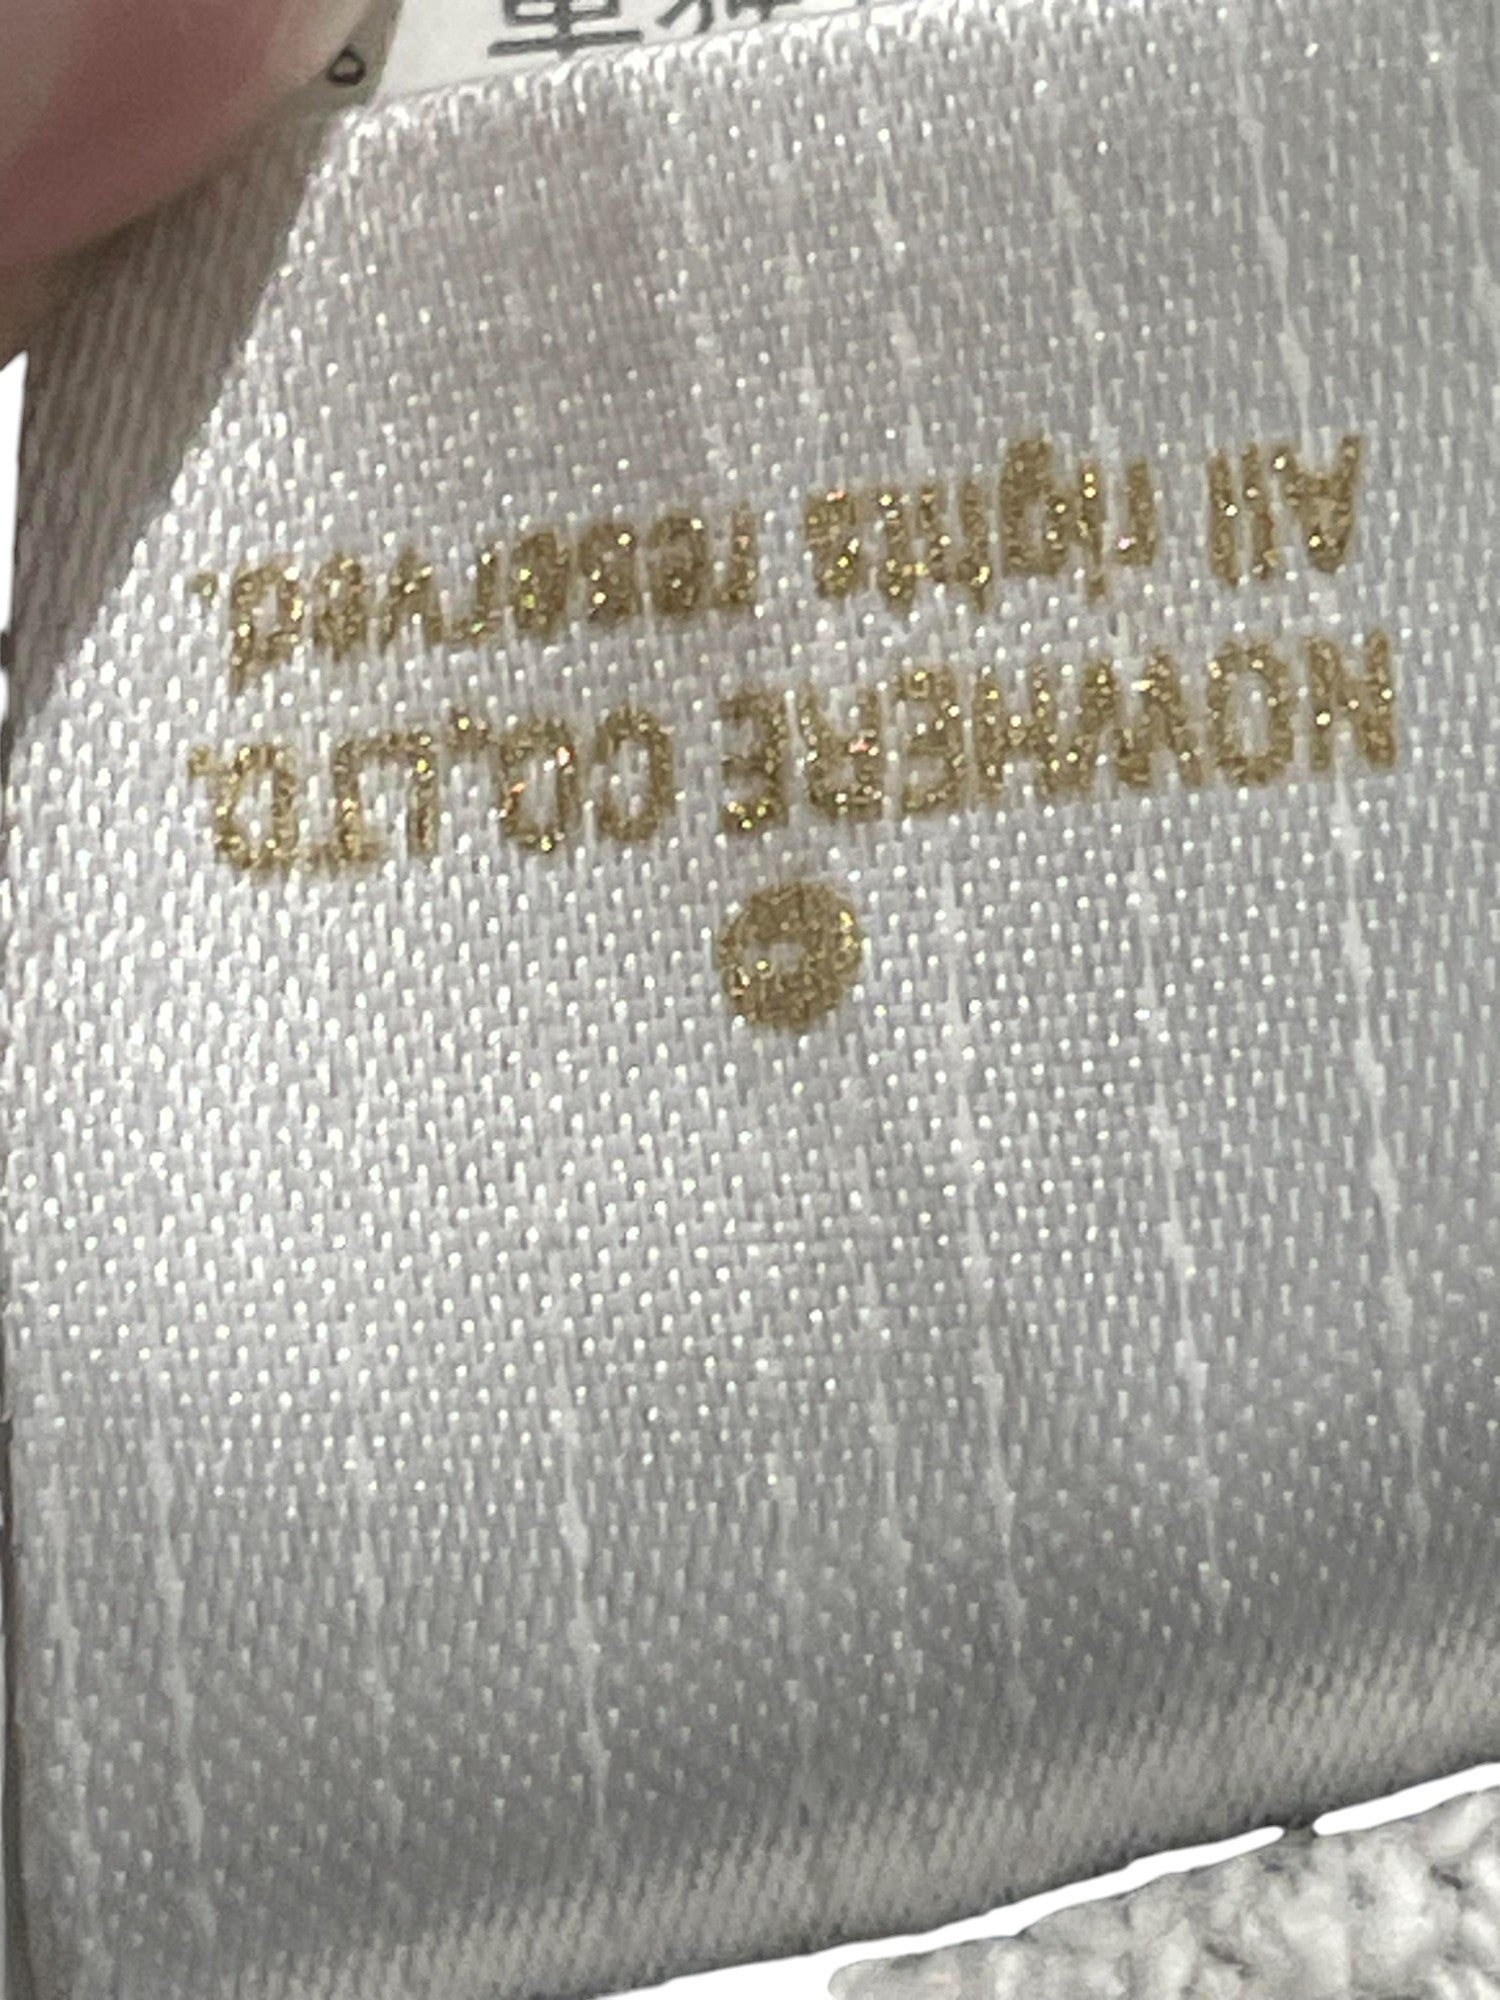 ©
NOWHERE CO.,LTD.
All rights reserved.